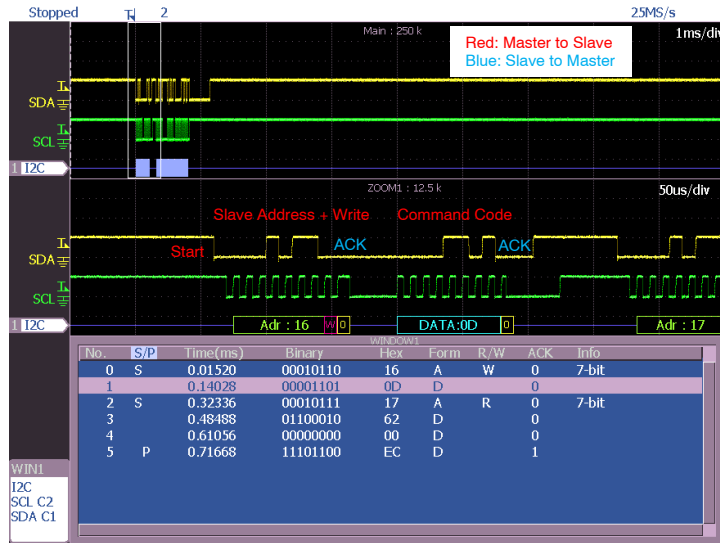 Stopped T 2 25MS/s
Main : 250 k 1ms/div
Red: Master to Slave
Blue: Slave to Master
T
SDA
T
SCL
1 I2C
ZOOM1 : 12.5 k 50us/div
Slave Address + Write Command Code
Start ACK ACK
T
SDA
T
SCL
1 I2C Adr : 16 W 0 DATA:0D 0 Adr : 17
WINDOW1
No. S/P Time(ms) Binary Hex Form R/W ACK Info
0 S 0.01520 00010110 16 A W 0 7-bit
1 0.14028 00001101 0D D 0
2 S 0.32336 00010111 17 A R 0 7-bit
3 0.48488 01100010 62 D 0
4 0.61056 00000000 00 D 0
5 P 0.71668 11101100 EC D 1
WIN1
I2C
SCL C2
SDA C1